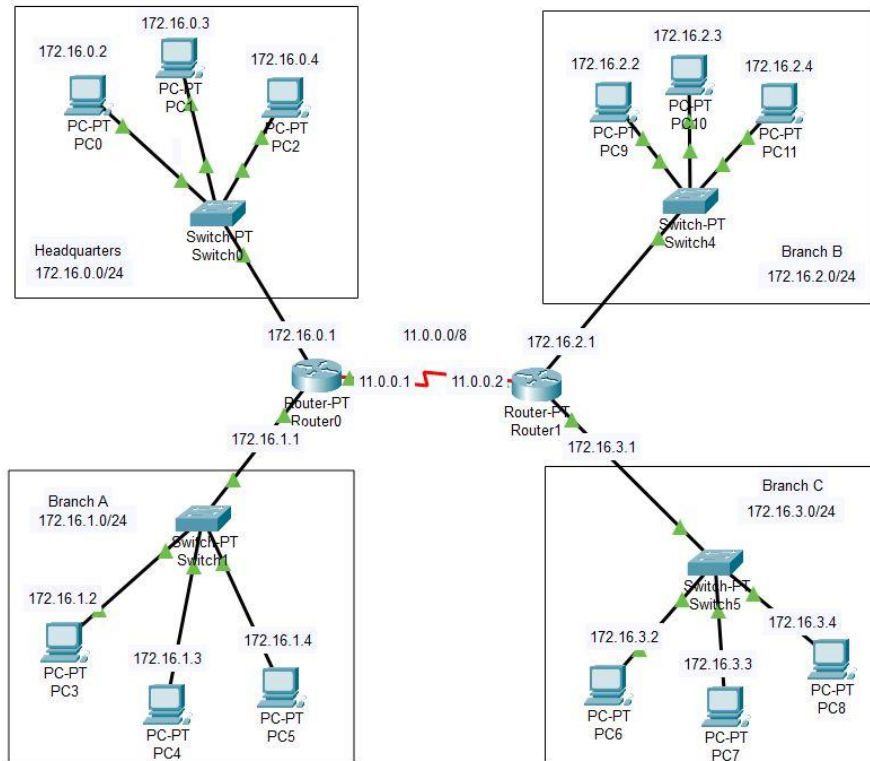 172.16.0.3
172.16.0.2
172.16.0.4
PC-PT
PC1
PC-PT
PC0
PC-PT
PC2
Switch-PT
Switch0
Headquarters
172.16.0.0/24
172.16.2.3
172.16.2.2
172.16.2.4
PC-PT
PC10
PC-PT
PC9
PC-PT
PC11
Switch-PT
Switch4
Branch B
172.16.2.0/24
172.16.0.1
11.0.0.0/8
172.16.2.1
11.0.0.1
11.0.0.2
Router-PT
Router0
Router-PT
Router1
172.16.1.1
172.16.3.1
Branch A
172.16.1.0/24
Switch-PT
Switch1
172.16.1.2
172.16.1.3
172.16.1.4
PC-PT
PC3
PC-PT
PC4
PC-PT
PC5
Branch C
172.16.3.0/24
Switch-PT
Switch5
172.16.3.2
172.16.3.3
172.16.3.4
PC-PT
PC6
PC-PT
PC7
PC-PT
PC8